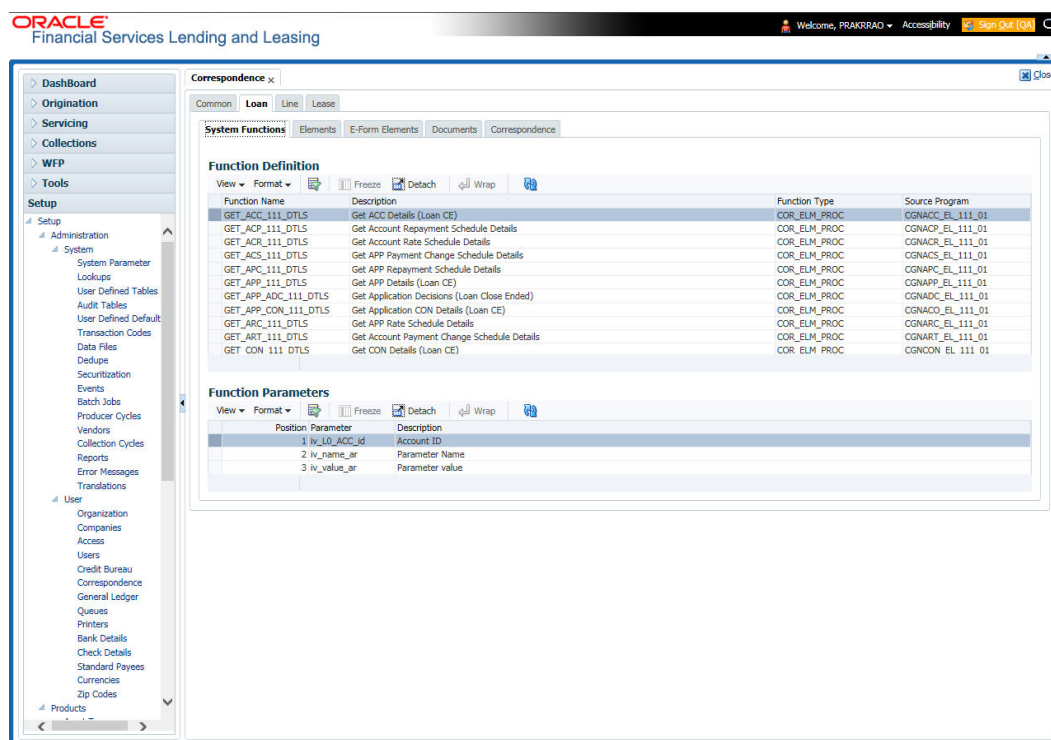 ORACLE
Financial Services Lending and Leasing
Welcome, PRAKRRAO Accessibility Sign Out [QA]
Close
DashBoard
Origination
Servicing
Collections
WFP
Tools
Setup
Setup
Administration
System
System Parameter
Lookups
User Defined Tables
Audit Tables
User Defined Default
Transaction Codes
Data Files
Dedupe
Securitization
Events
Batch Jobs
Producer Cycles
Vendors
Collection Cycles
Reports
Error Messages
Translations
User
Organization
Companies
Access
Users
Credit Bureau
Correspondence
General Ledger
Queues
Printers
Bank Details
Check Details
Standard Payees
Currencies
Zip Codes
Products
Correspondence x
Common Loan Line Lease
System Functions Elements E-Form Elements Documents Correspondence
Function Definition
View Format Freeze Detach Wrap
Function Name Description Function Type Source Program
GET_ACC_111_DTLS Get ACC Details (Loan CE) COR_ELM_PROC CGNACC_EL_111_01
GET_ACP_111_DTLS Get Account Repayment Schedule Details COR_ELM_PROC CGNACP_EL_111_01
GET_ACR_111_DTLS Get Account Rate Schedule Details COR_ELM_PROC CGNACR_EL_111_01
GET_ACS_111_DTLS Get APP Payment Change Schedule Details COR_ELM_PROC CGNACS_EL_111_01
GET_APC_111_DTLS Get APP Repayment Schedule Details COR_ELM_PROC CGNAPC_EL_111_01
GET_APP_111_DTLS Get APP Details (Loan CE) COR_ELM_PROC CGNAPP_EL_111_01
GET_APP_ADC_111_DTLS Get Application Decisions (Loan Close Ended) COR_ELM_PROC CGNADC_EL_111_01
GET_APP_CON_111_DTLS Get Application CON Details (Loan CE) COR_ELM_PROC CGNACO_EL_111_01
GET_ARC_111_DTLS Get APP Rate Schedule Details COR_ELM_PROC CGNARC_EL_111_01
GET_ART_111_DTLS Get Account Payment Change Schedule Details COR_ELM_PROC CGNART_EL_111_01
GET_CON_111_DTLS Get CON Details (Loan CE) COR_ELM_PROC CGNCON_EL_111_01
Function Parameters
View Format Freeze Detach Wrap
Position Parameter Description
1 iv_L0_ACC_id Account ID
2 iv_name_ar Parameter Name
3 iv_value_ar Parameter value